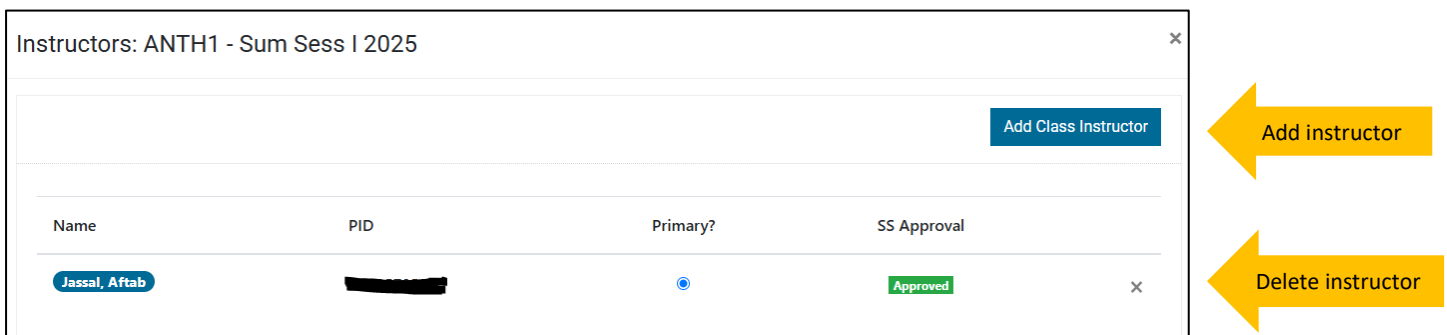 Instructors: ANTH1 - Sum Sess I 2025 ×
Add Class Instructor
Add instructor
Name PID Primary? SS Approval
Jassal, Aftab Approved ×
Delete instructor